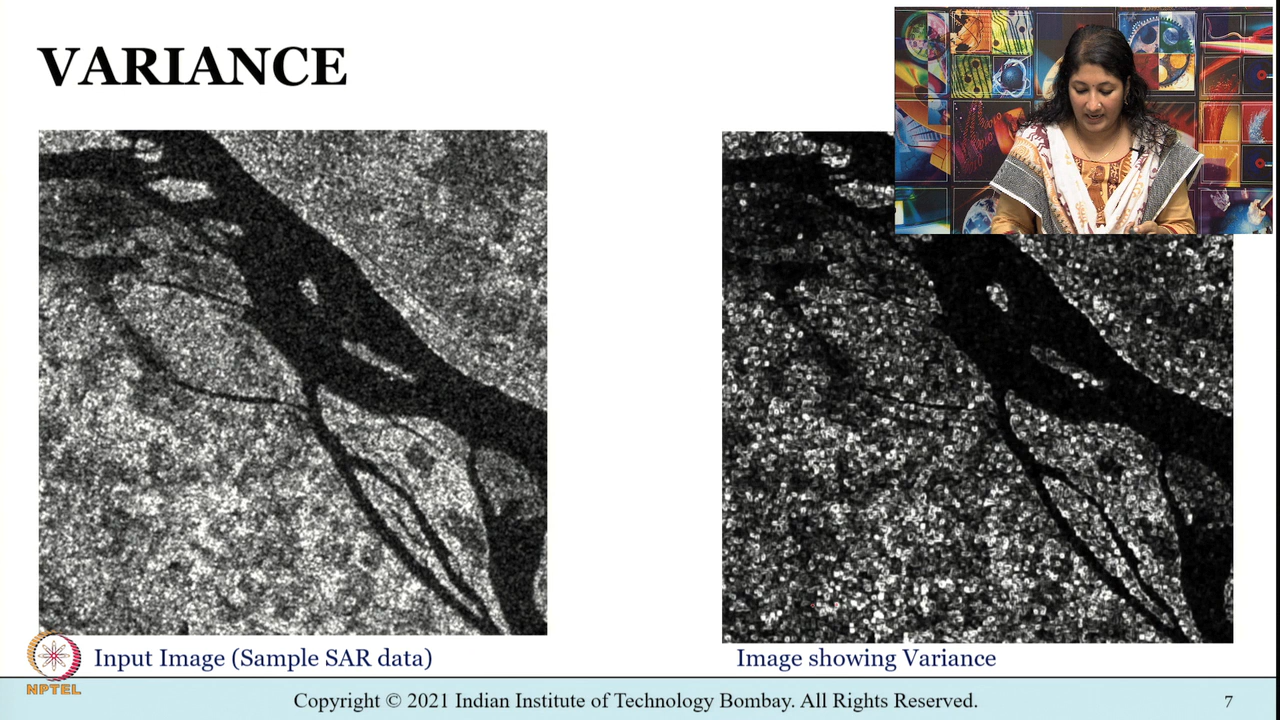 VARIANCE
Input Image (Sample SAR data)
Image showing Variance
NPTEL
Copyright © 2021 Indian Institute of Technology Bombay. All Rights Reserved.
7